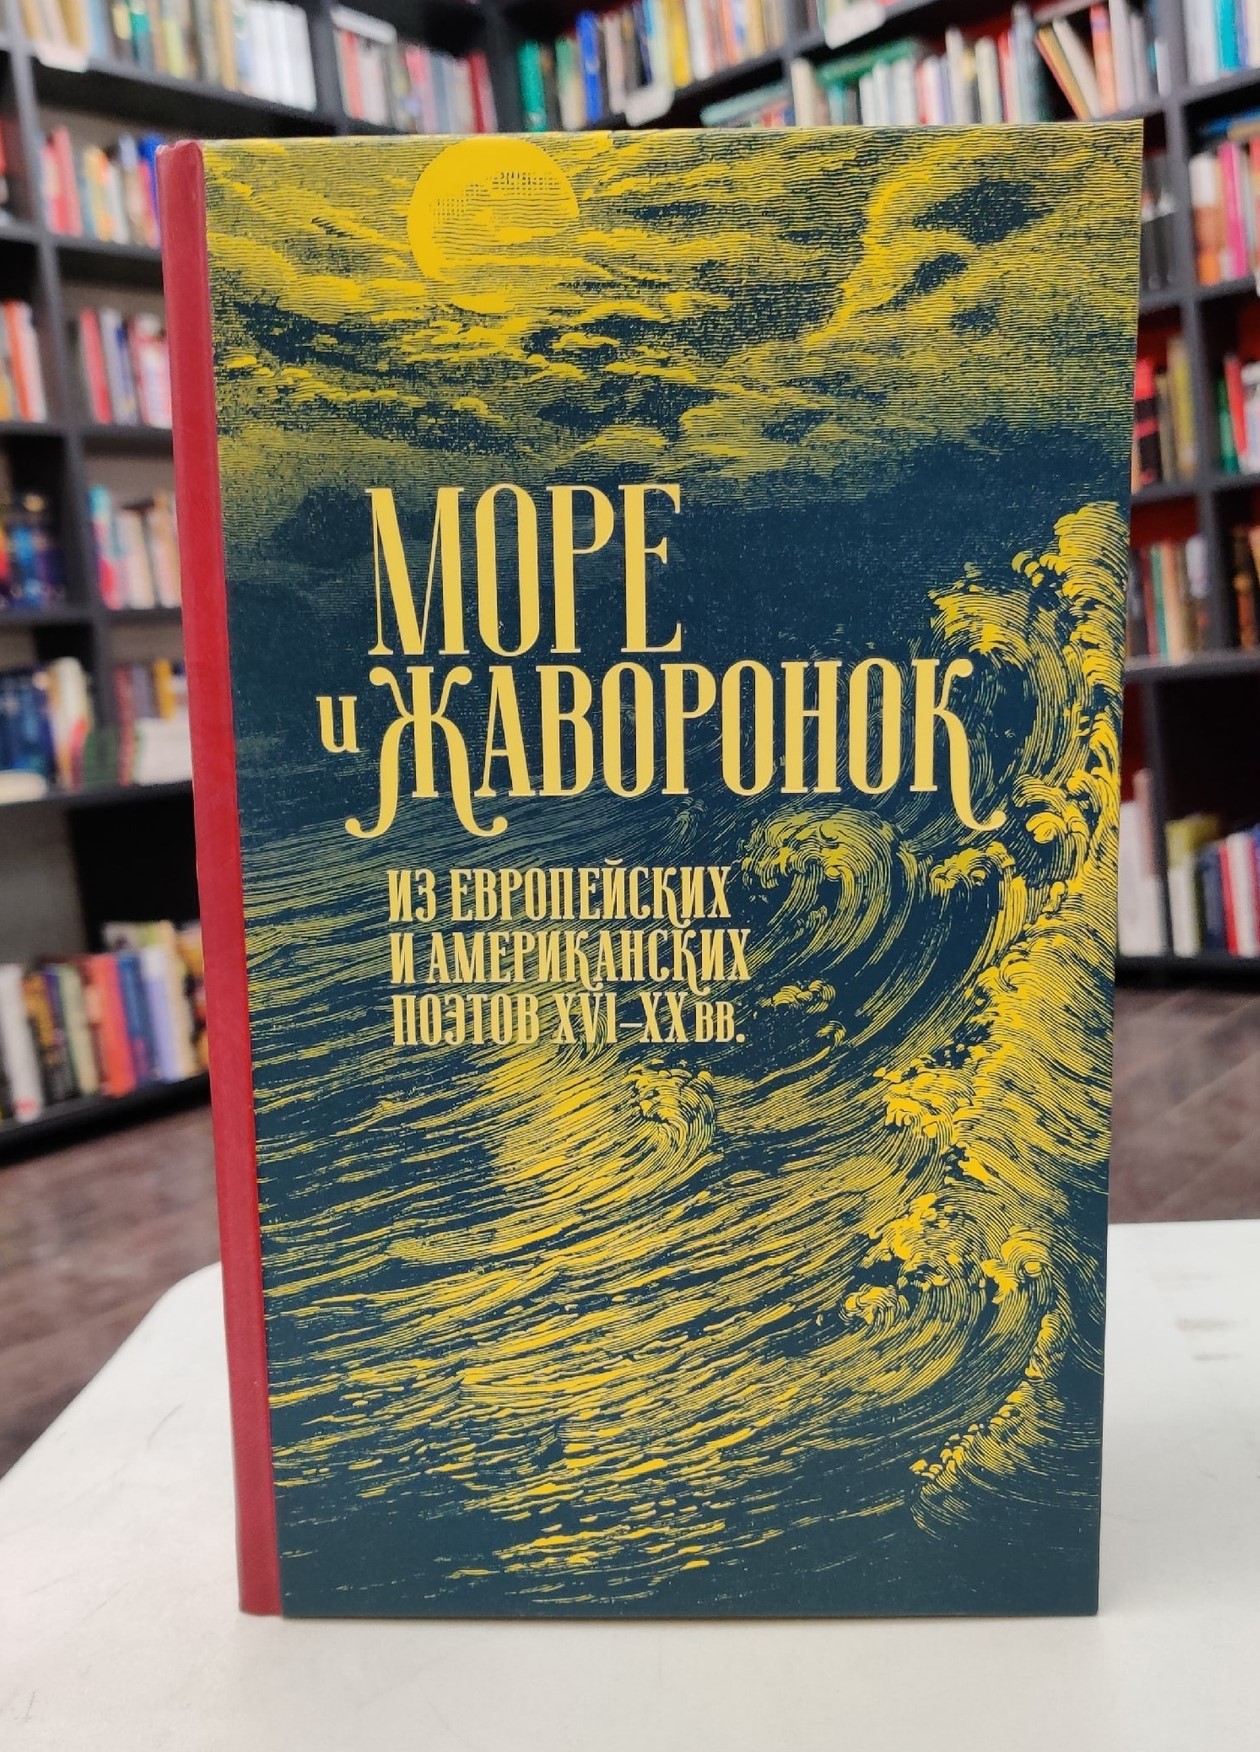 МОРЕ
и ЖАВОРОНОК
ИЗ ЕВРОПЕЙСКИХ
И АМЕРИКАНСКИХ
ПОЭТОВ XVI–XX ВВ.